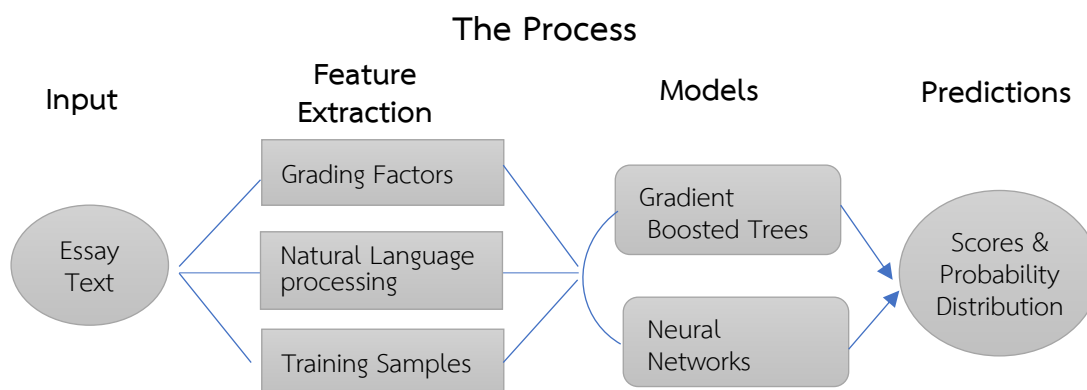 The Process
Input
Feature
Extraction
Models
Predictions
Essay
Text
Grading Factors
Natural Language
processing
Training Samples
Gradient
Boosted Trees
Neural
Networks
Scores &
Probability
Distribution